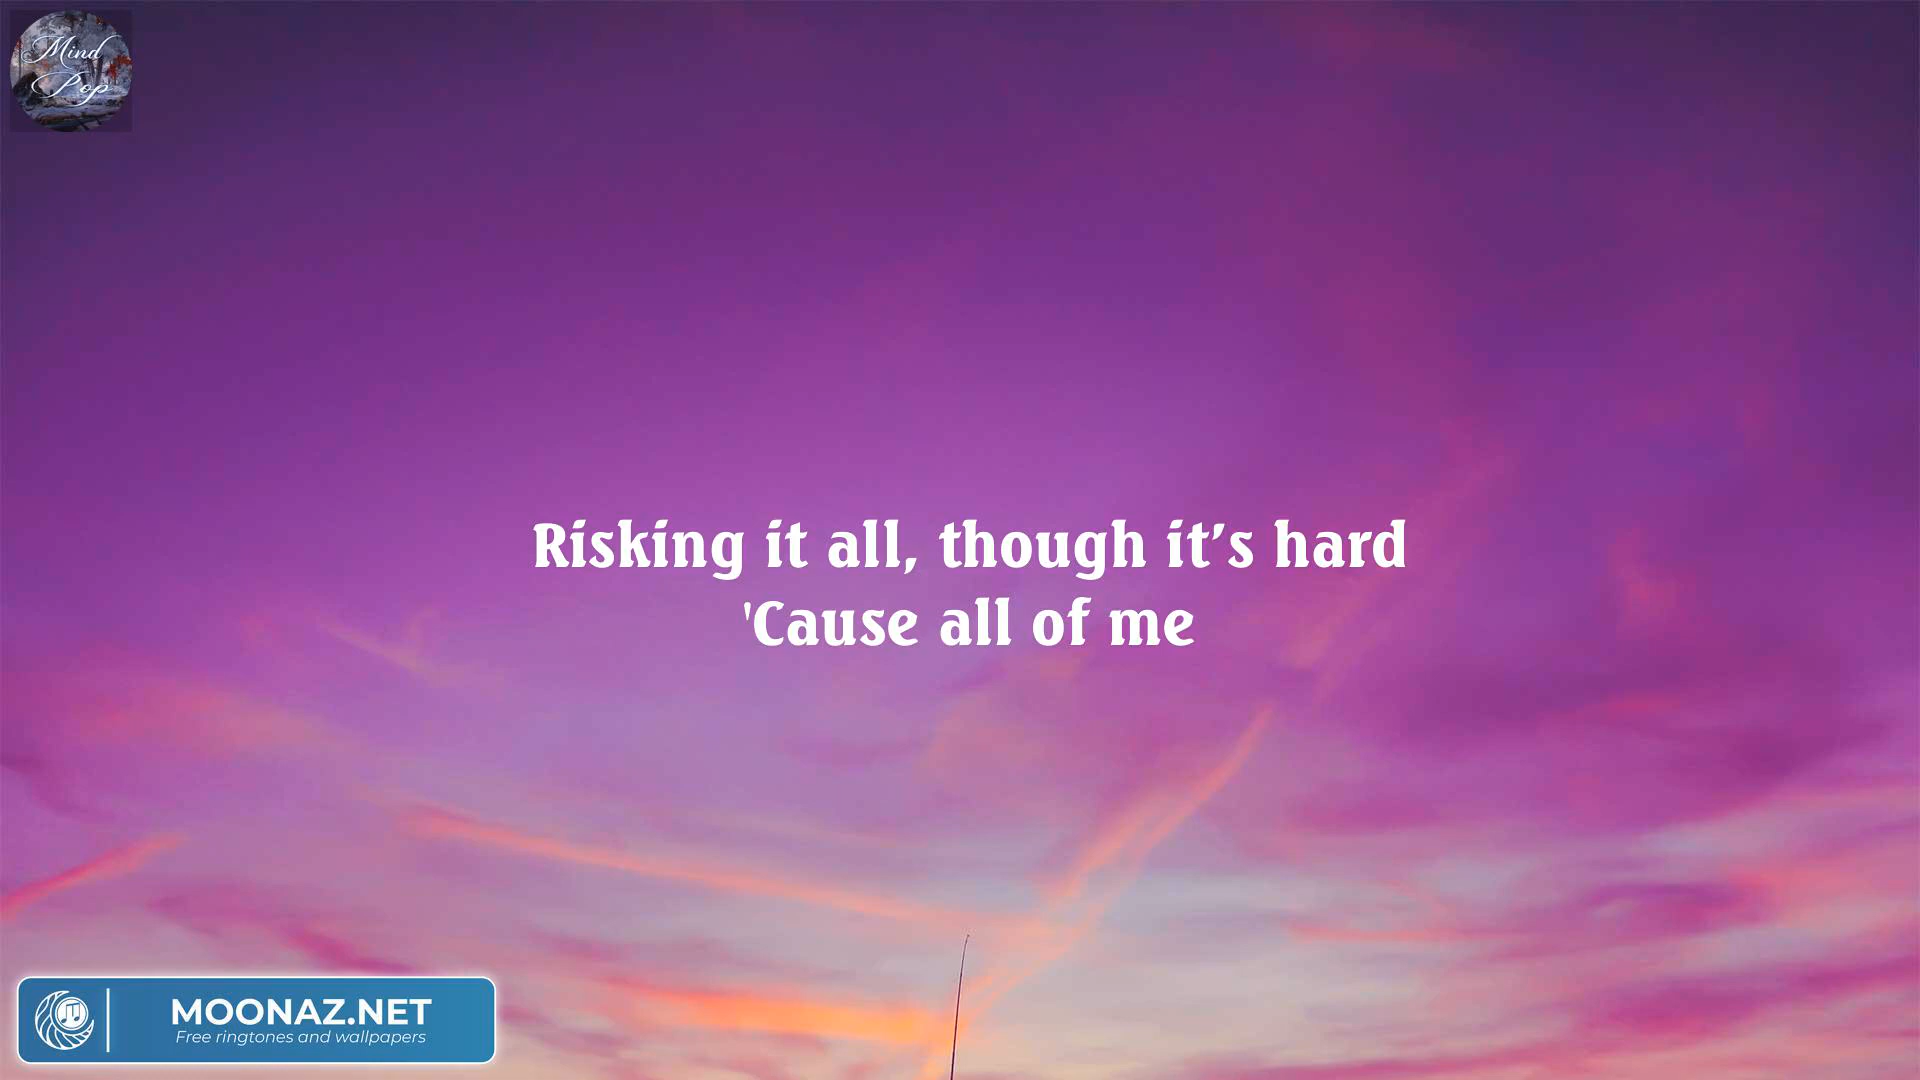 Mind
Pop
Risking it all, though it’s hard
'Cause all of me
MOONAZ.NET
Free ringtones and wallpapers